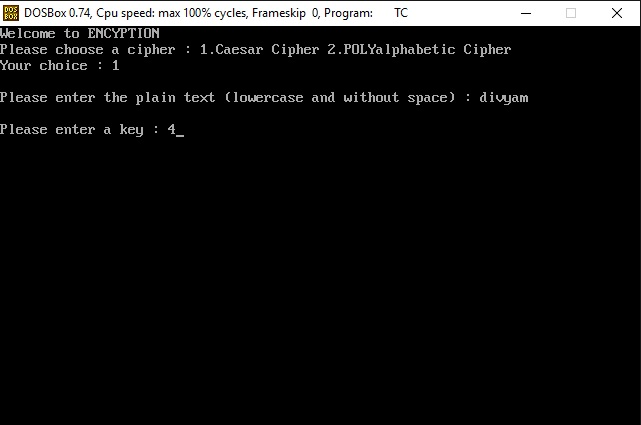 DOSBox 0.74, Cpu speed: max 100% cycles, Frameskip 0, Program: TC
Welcome to ENCYPTION
Please choose a cipher : 1.Caesar Cipher 2.POLYalphabetic Cipher
Your choice : 1
Please enter the plain text (lowercase and without space) : divyam
Please enter a key : 4_